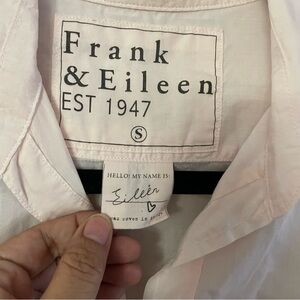 Frank
& Eileen
EST 1947
S
HELLO! MY NAME IS:
Eileen